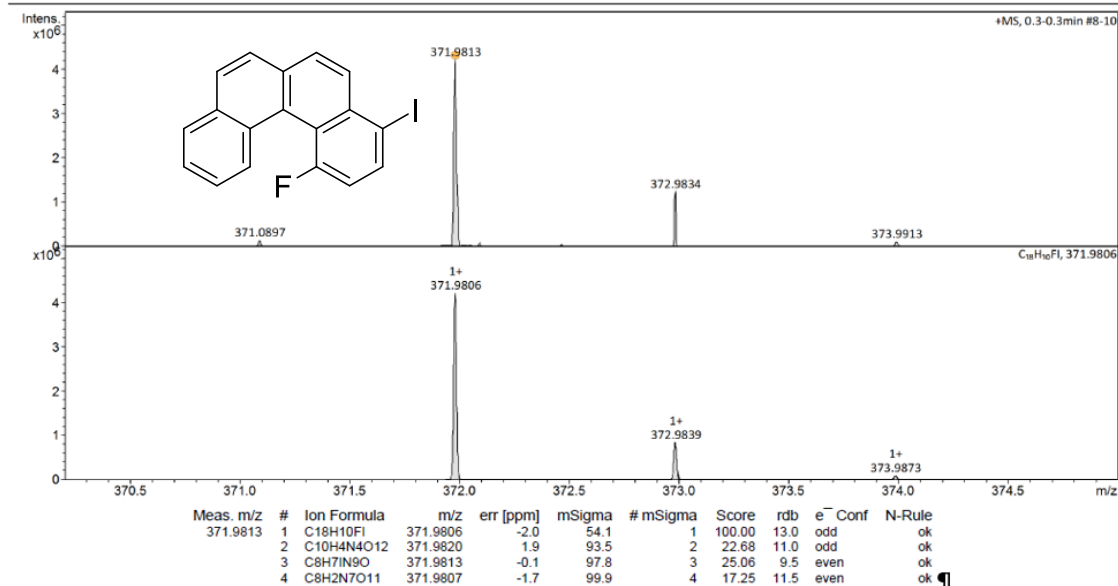 Intens.
x10⁶
+MS, 0.3-0.3min #8-10
371.9813
4
I
3
2
372.9834
F
1
371.0897
373.9913
0
x10⁶
C₁₈H₁₀FI, 371.9806
1+
371.9806
4
3
2
1+
1
372.9839
1+
373.9873
0
370.5 371.0 371.5 372.0 372.5 373.0 373.5 374.0 374.5 m/z
Meas. m/z # Ion Formula m/z err [ppm] mSigma # mSigma Score rdb e⁻ Conf N-Rule
371.9813 1 C18H10FI 371.9806 -2.0 54.1 1 100.00 13.0 odd ok
2 C10H4N4O12 371.9820 1.9 93.5 2 22.68 11.0 odd ok
3 C8H7IN9O 371.9813 -0.1 97.8 3 25.06 9.5 even ok
4 C8H2N7O11 371.9807 -1.7 99.9 4 17.25 11.5 even ok ¶